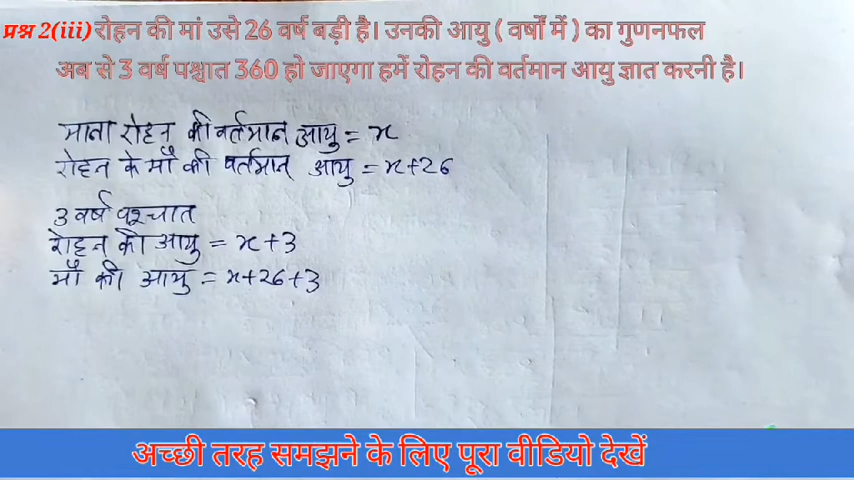 प्रश्न 2(iii) रोहन की मां उसे 26 वर्ष बड़ी है। उनकी आयु ( वर्षों में ) का गुणनफल
अब से 3 वर्ष पश्चात 360 हो जाएगा हमें रोहन की वर्तमान आयु ज्ञात करनी है।
माना रोहन की वर्तमान आयु = x
रोहन के माँ की वर्तमान आयु = x+26
3 वर्ष पश्चात
रोहन की आयु = x+3
माँ की आयु = x+26+3
अच्छी तरह समझने के लिए पूरा वीडियो देखें